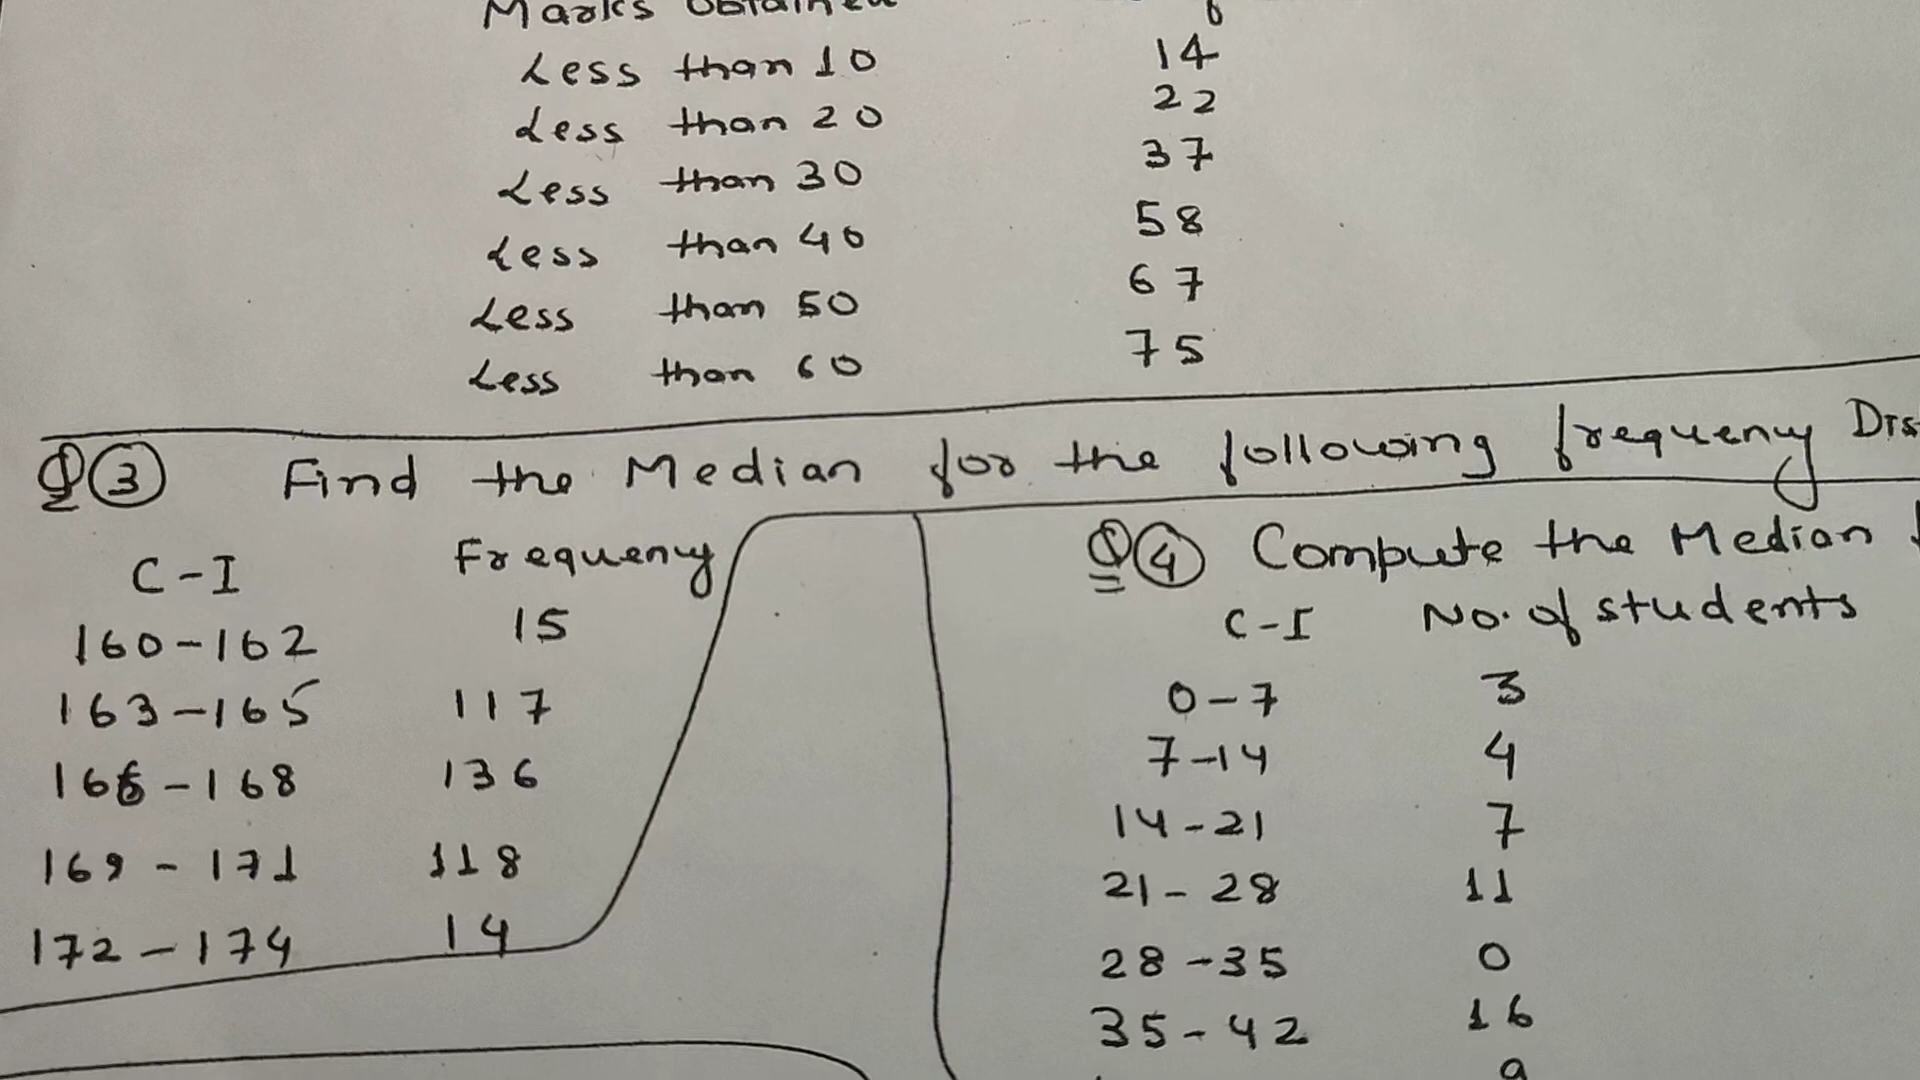 Marks Obtained
Less than 10 14
Less than 20 22
Less than 30 37
Less than 40 58
Less than 50 67
Less than 60 75
Q3 Find the Median for the following frequency Dis
C-I Frequency
160-162 15
163-165 117
166-168 136
169-171 118
172-174 14
Q4 Compute the Median
C-I No. of students
0-7 3
7-14 4
14-21 7
21-28 11
28-35 0
35-42 16